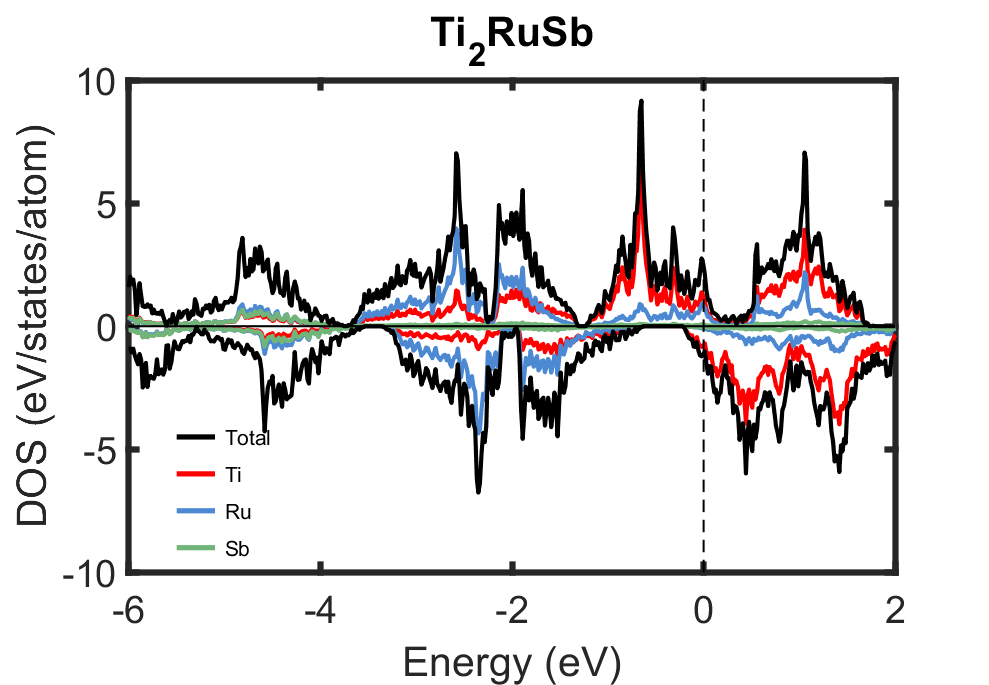 Ti₂RuSb
DOS (eV/states/atom)
10
5
0
-5
-10
Total
Ti
Ru
Sb
-6 -4 -2 0 2
Energy (eV)